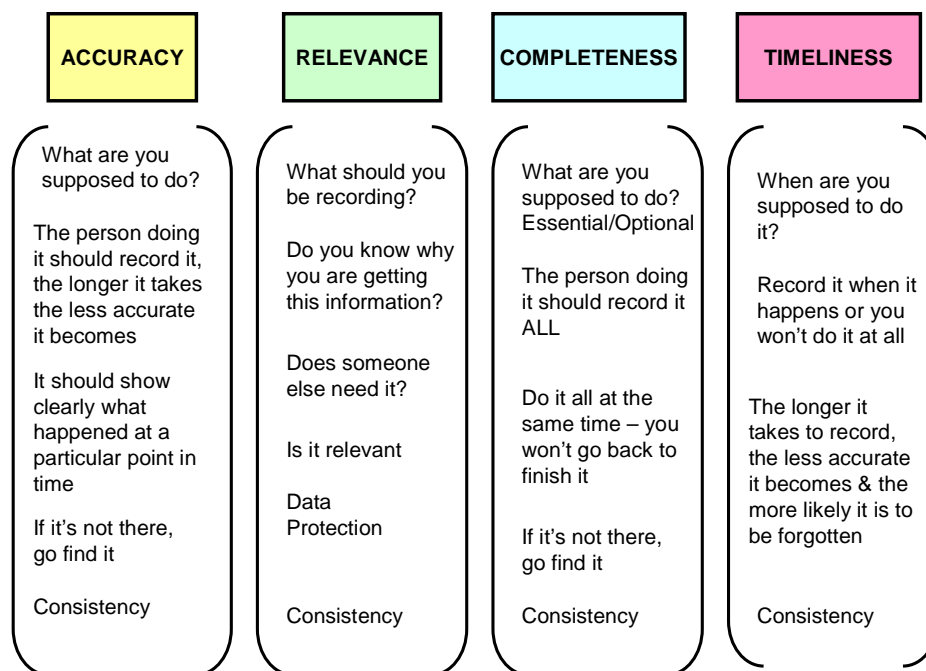 ACCURACY
RELEVANCE
COMPLETENESS
TIMELINESS
What are you
supposed to do?
The person doing
it should record it,
the longer it takes
the less accurate
it becomes
It should show
clearly what
happened at a
particular point in
time
If it's not there,
go find it
Consistency
What should you
be recording?
Do you know why
you are getting
this information?
Does someone
else need it?
Is it relevant
Data
Protection
Consistency
What are you
supposed to do?
Essential/Optional
The person doing
it should record it
ALL
Do it all at the
same time – you
won't go back to
finish it
If it's not there,
go find it
Consistency
When are you
supposed to do
it?
Record it when it
happens or you
won't do it at all
The longer it
takes to record,
the less accurate
it becomes & the
more likely it is to
be forgotten
Consistency